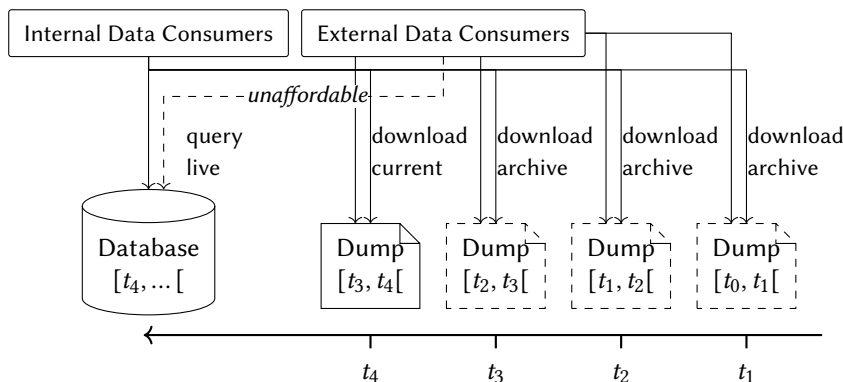 Internal Data Consumers
External Data Consumers
unaffordable
query
live
download
current
download
archive
download
archive
download
archive
Database
[t₄, ... [
Dump
[t₃, t₄[
Dump
[t₂, t₃[
Dump
[t₁, t₂[
Dump
[t₀, t₁[
t₄
t₃
t₂
t₁